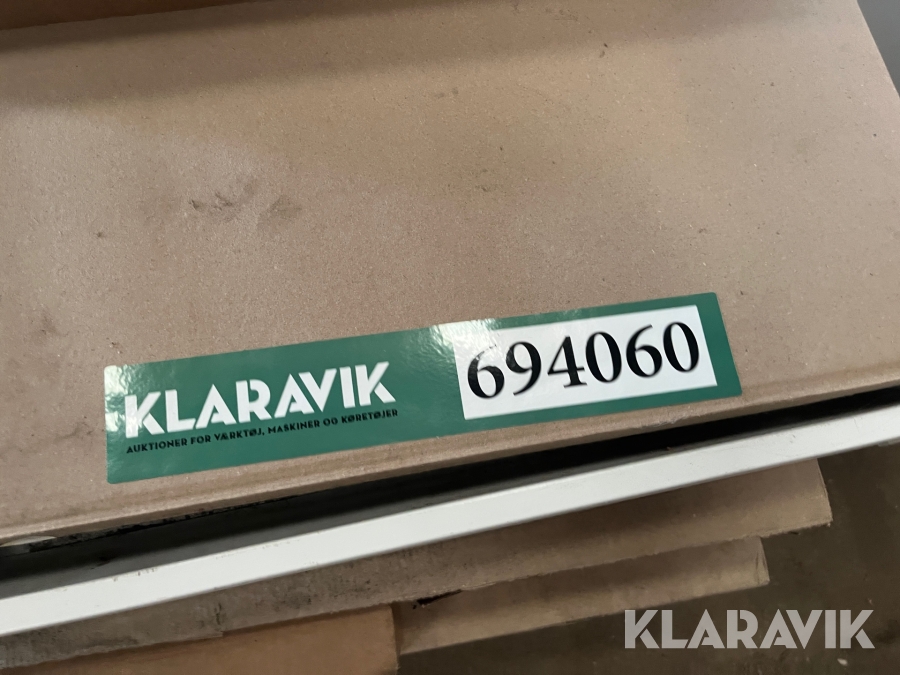 KLARAVIK
AUKTIONER FOR VÆRKTØJ, MASKINER OG KØRETØJER
694060
KLARAVIK